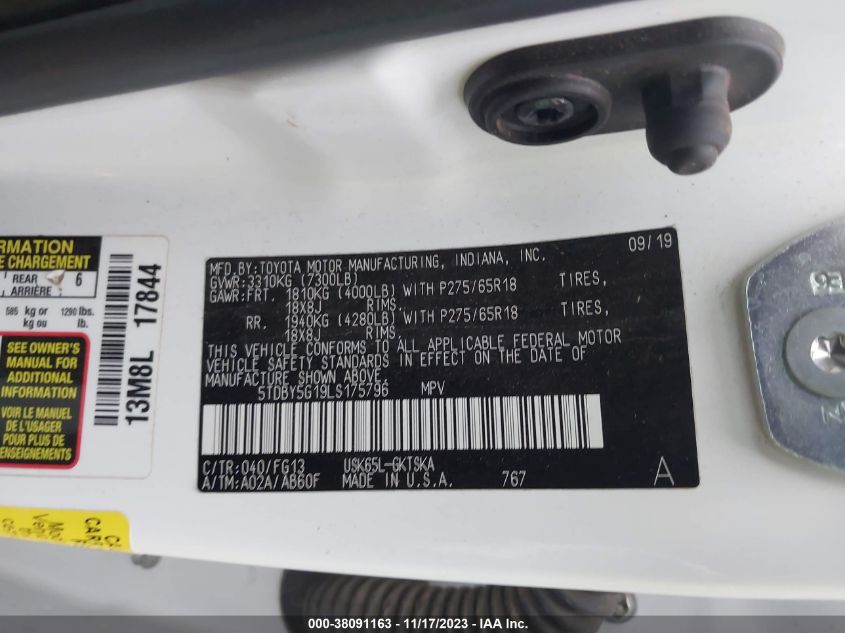 MFD.BY:TOYOTA MOTOR MANUFACTURING, INDIANA, INC. 09/19
GVWR:3310KG (7300LB)
GAWR:FRT. 1810KG (4000LB) WITH P275/65R18 TIRES,
18X8J RIMS.
RR. 1940KG (4280LB) WITH P275/65R18 TIRES,
18X8J RIMS.
THIS VEHICLE CONFORMS TO ALL APPLICABLE FEDERAL MOTOR
VEHICLE SAFETY STANDARDS IN EFFECT ON THE DATE OF
MANUFACTURE SHOWN ABOVE.
5TDBY5G19LS175796 MPV
C/TR:040/FG13 USK65L-GKTSKA
A/TM:A02A/AB60F MADE IN U.S.A. 767 A
RMATION
E CHARGEMENT
REAR 6
ARRIÈRE
585 kg or 1290 lbs.
kg ou lb.
SEE OWNER'S
MANUAL FOR
ADDITIONAL
INFORMATION
VOIR LE MANUEL
DE L'USAGER
POUR PLUS DE
RENSEIGNEMENTS
13M8L 17844
000-38091163 - 11/17/2023 - IAA Inc.